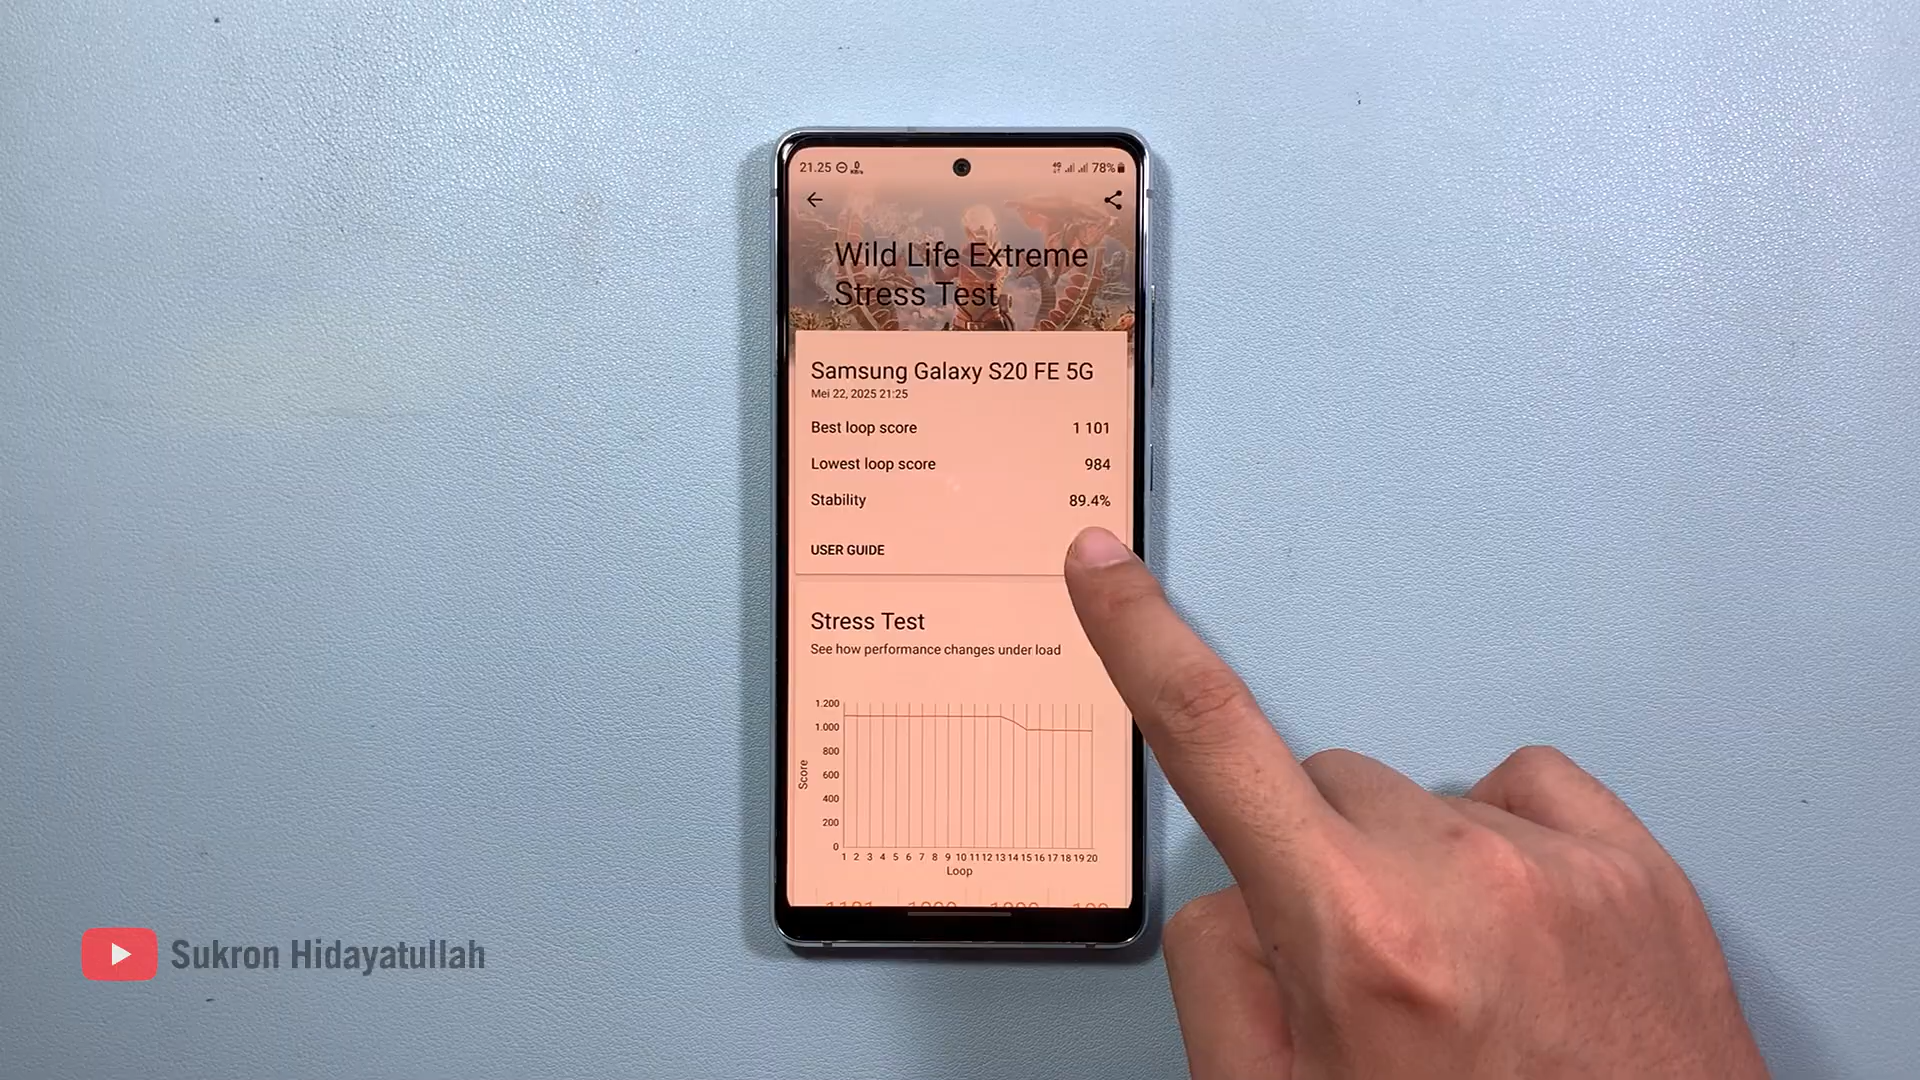 21.25
KB/s
4G
78%
Wild Life Extreme
Stress Test
Samsung Galaxy S20 FE 5G
Mei 22, 2025 21:25
Best loop score 1 101
Lowest loop score 984
Stability 89.4%
USER GUIDE
Stress Test
See how performance changes under load
1.200
1.000
800
600
400
200
0
Score
1 2 3 4 5 6 7 8 9 10 11 12 13 14 15 16 17 18 19 20
Loop
Sukron Hidayatullah